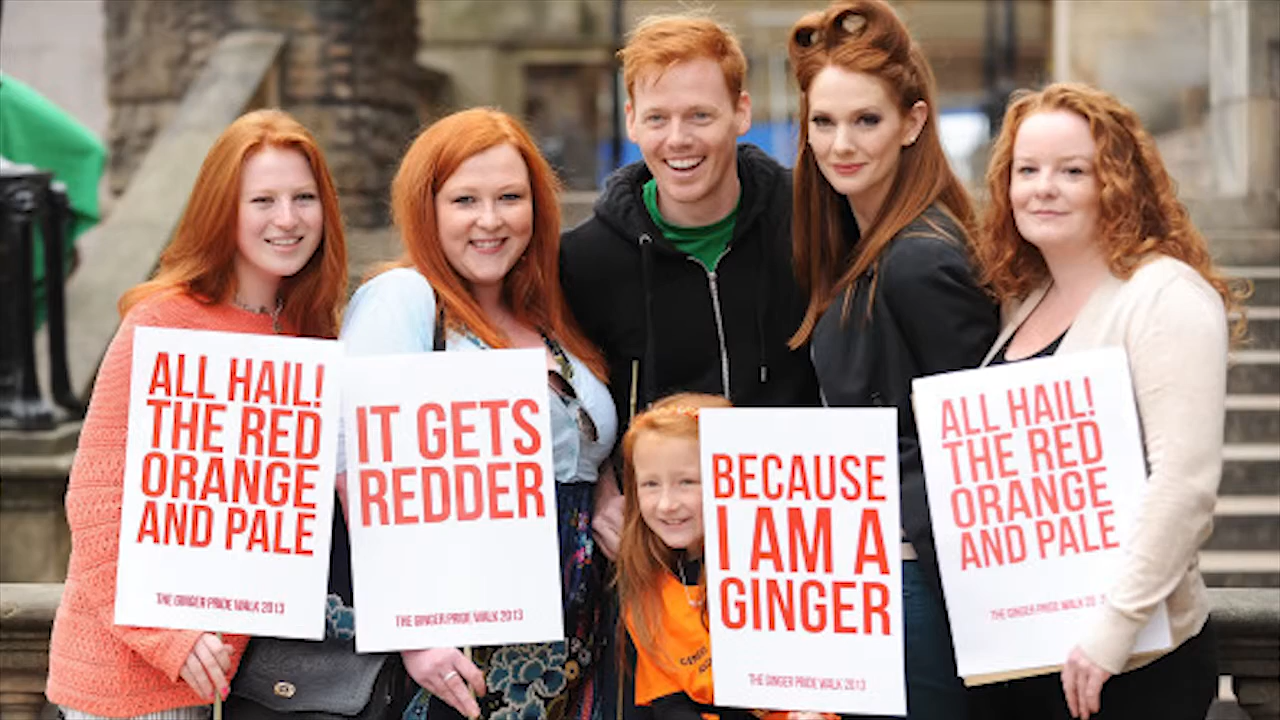 ALL HAIL!
THE RED
ORANGE
AND PALE
THE GINGER PRIDE WALK 2013
IT GETS
REDDER
THE GINGER PRIDE WALK 2013
BECAUSE
I AM A
GINGER
THE GINGER PRIDE WALK 2013
ALL HAIL!
THE RED
ORANGE
AND PALE
THE GINGER PRIDE WALK